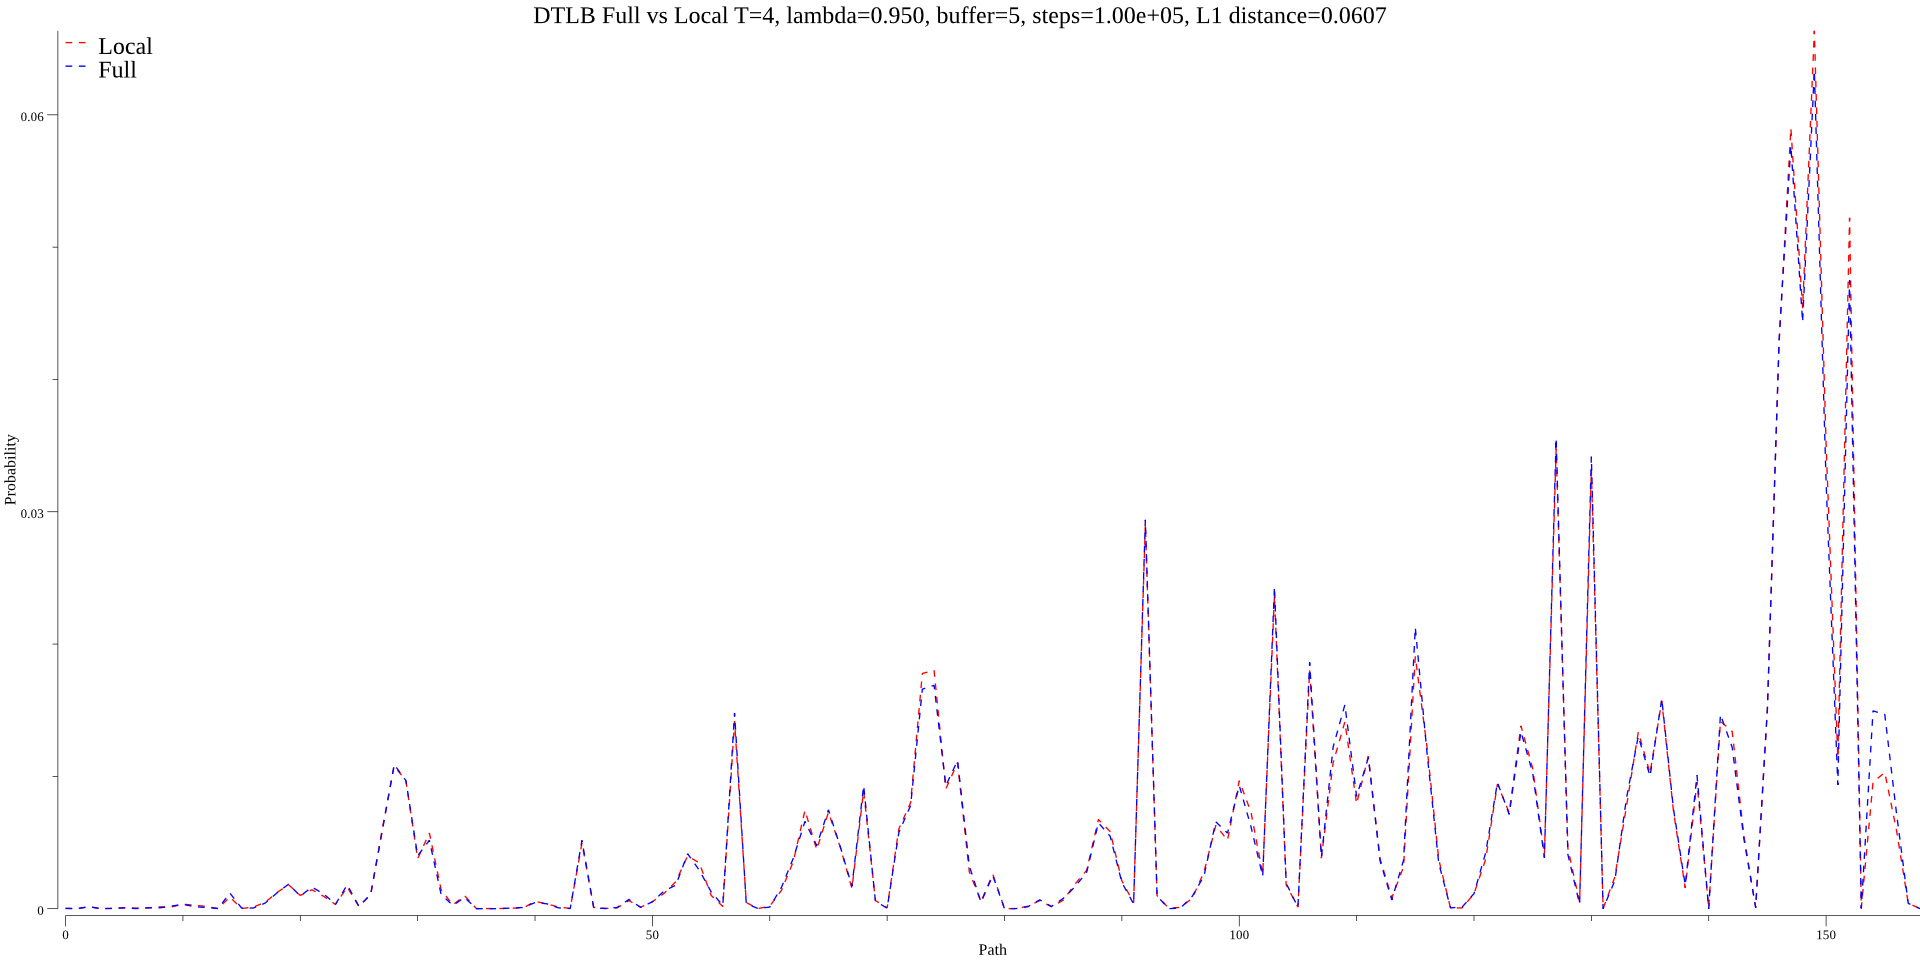 DTLB Full vs Local T=4, lambda=0.950, buffer=5, steps=1.00e+05, L1 distance=0.0607
Local
Full
0.06
0.03
0
Probability
0
50
100
150
Path